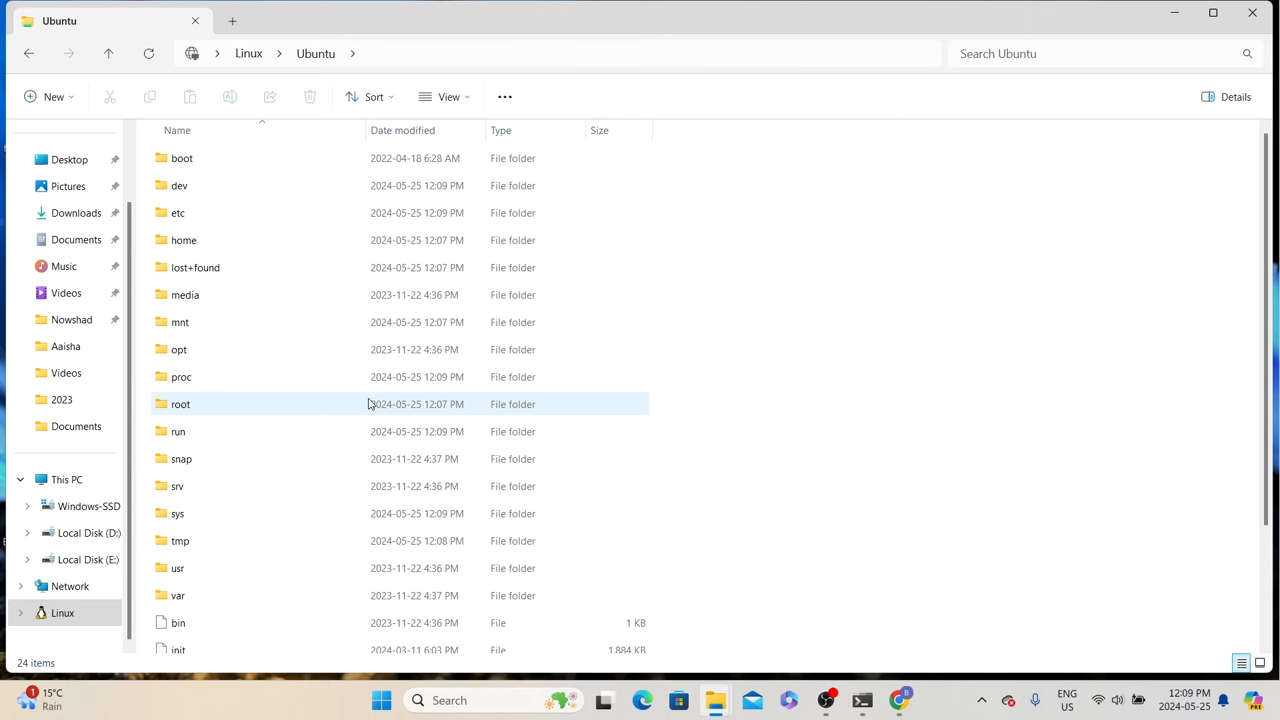 Ubuntu
Linux Ubuntu
Search Ubuntu
New
Sort
View
Details
Name Date modified Type Size
Desktop
Pictures
Downloads
Documents
Music
Videos
Nowshad
Aaisha
Videos
2023
Documents
This PC
Windows-SSD
Local Disk (D:)
Local Disk (E:)
Network
Linux
boot 2022-04-18 6:28 AM File folder
dev 2024-05-25 12:09 PM File folder
etc 2024-05-25 12:09 PM File folder
home 2024-05-25 12:07 PM File folder
lost+found 2024-05-25 12:07 PM File folder
media 2023-11-22 4:36 PM File folder
mnt 2024-05-25 12:07 PM File folder
opt 2023-11-22 4:36 PM File folder
proc 2024-05-25 12:09 PM File folder
root 2024-05-25 12:07 PM File folder
run 2024-05-25 12:09 PM File folder
snap 2023-11-22 4:37 PM File folder
srv 2023-11-22 4:36 PM File folder
sys 2024-05-25 12:09 PM File folder
tmp 2024-05-25 12:08 PM File folder
usr 2023-11-22 4:36 PM File folder
var 2023-11-22 4:37 PM File folder
bin 2023-11-22 4:36 PM File 1 KB
init 2024-03-11 6:03 PM File 1,884 KB
24 items
1
15°C
Rain
Search
B
ENG
US
12:09 PM
2024-05-25
PRE